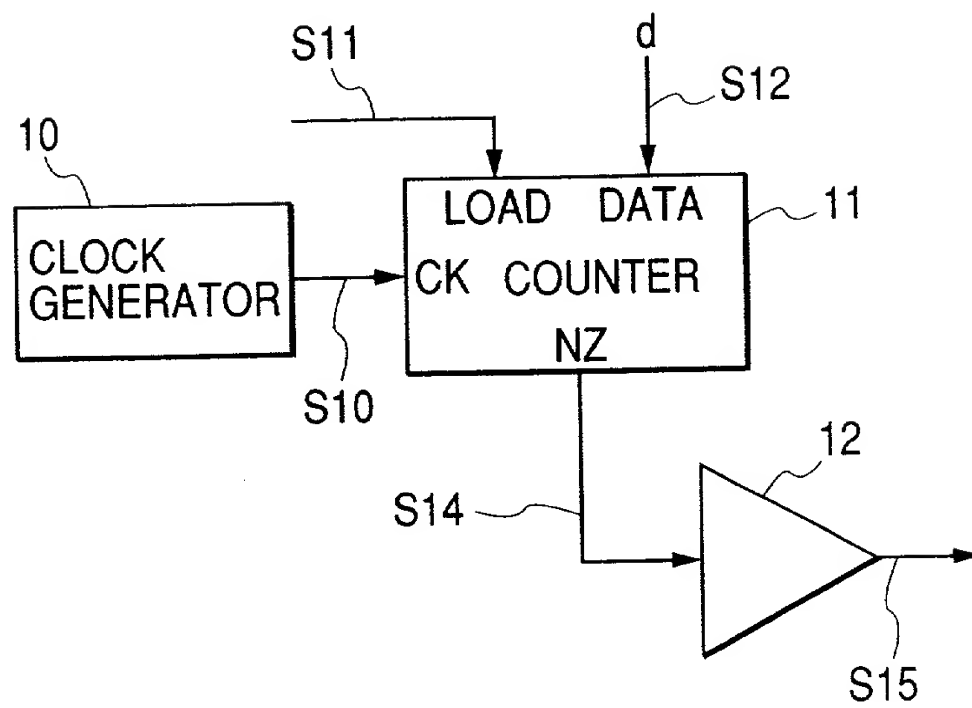 d
S11
S12
10
LOAD DATA
11
CLOCK
GENERATOR
CK COUNTER
NZ
S10
12
S14
S15